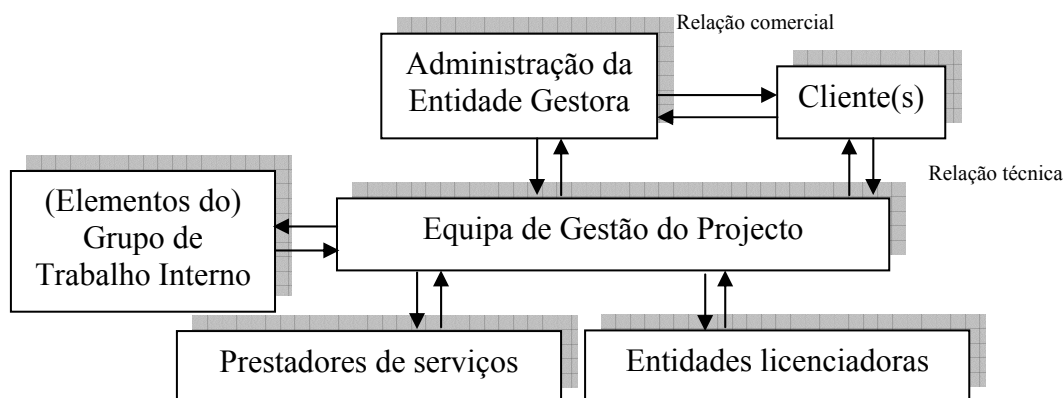 Relação comercial
Administração da
Entidade Gestora
Cliente(s)
Relação técnica
(Elementos do)
Grupo de
Trabalho Interno
Equipa de Gestão do Projecto
Prestadores de serviços
Entidades licenciadoras